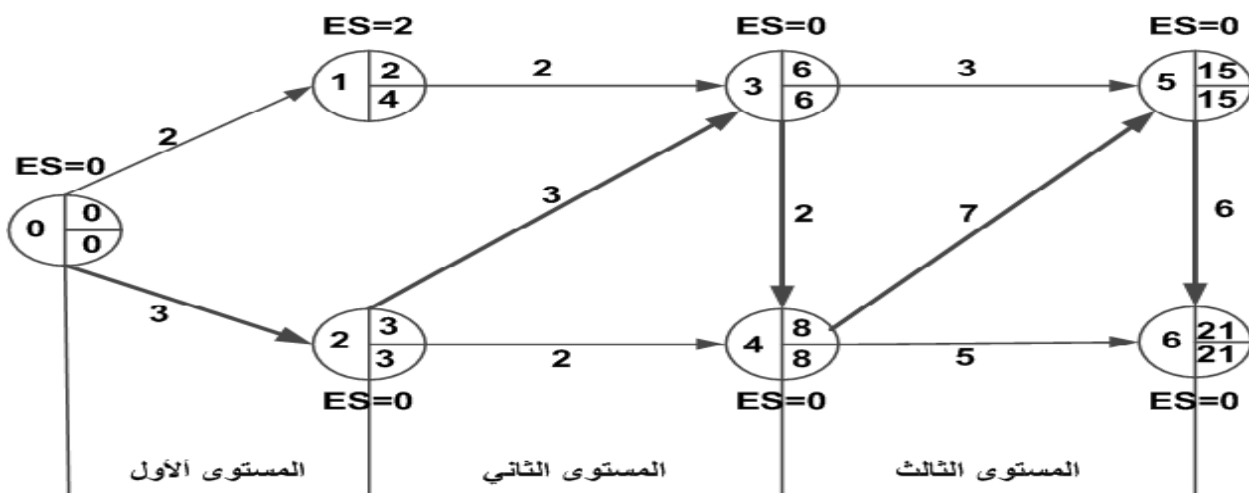 ES=2 ES=0 ES=0
1 2 4 2 3 6 6 3 5 15 15
2
ES=0
0 0 0
3 2 7 6
3
2 3 3 2 4 8 8 5 6 21 21
ES=0 ES=0 ES=0
المستوى الأول المستوى الثاني المستوى الثالث